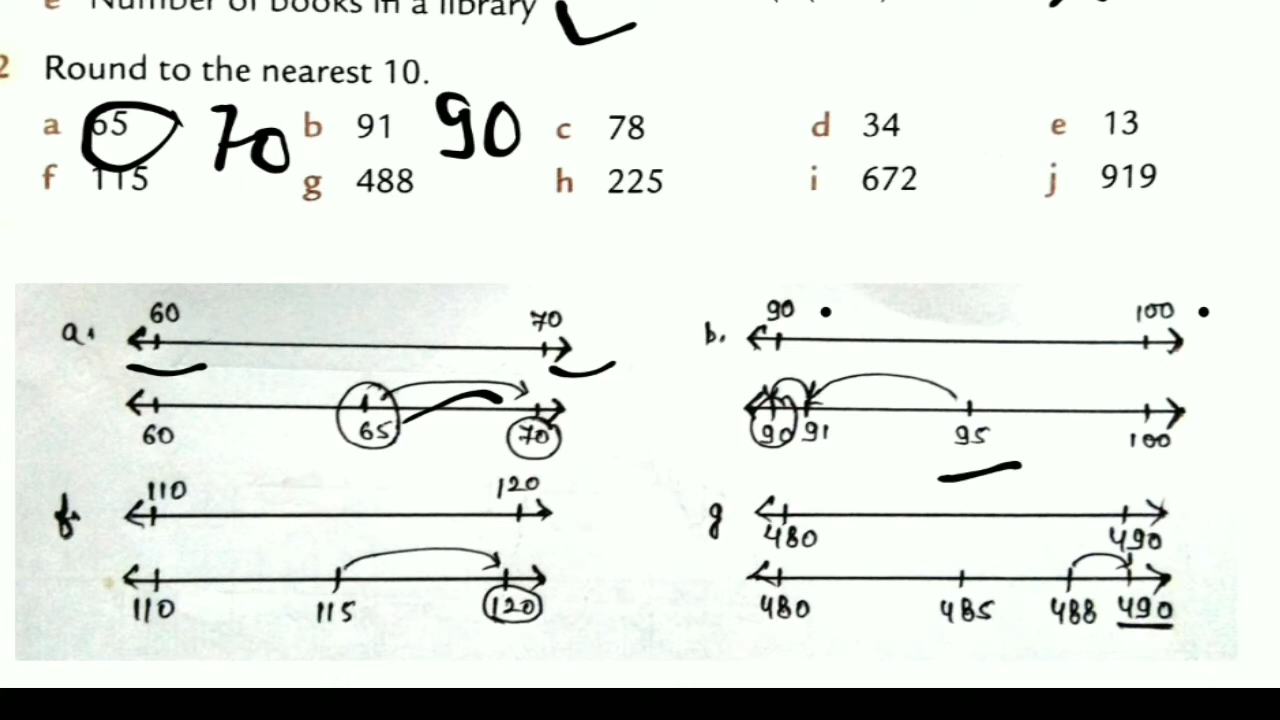 e Number of books in a library
2 Round to the nearest 10.
a 65 70 b 91 90 c 78 d 34 e 13
f 115 g 488 h 225 i 672 j 919
a. 60 70 b. 90 100
60 65 70 90 91 95 100
f. 110 120 g 480 490
110 115 120 480 485 488 490